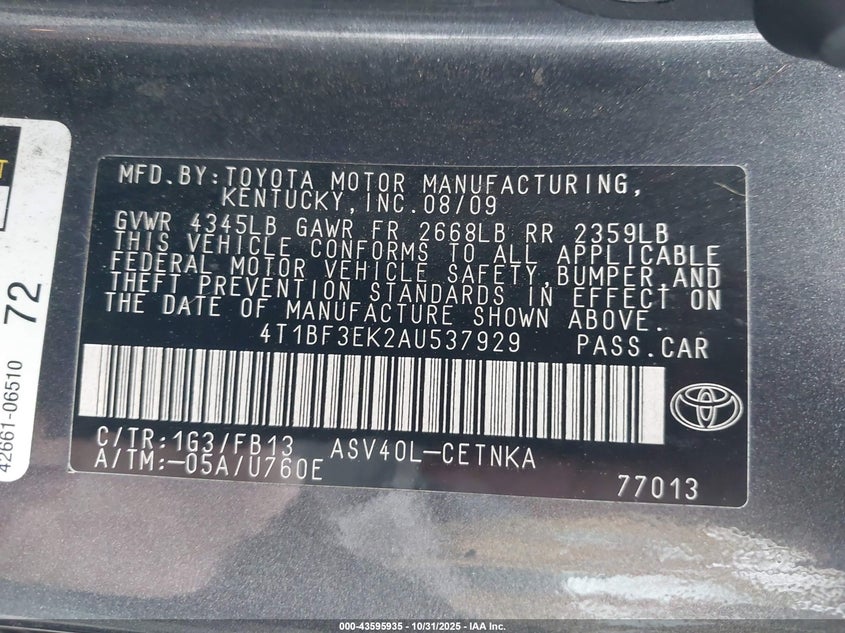 MFD.BY:TOYOTA MOTOR MANUFACTURING,
KENTUCKY,INC.08/09
GVWR 4345LB GAWR FR 2668LB RR 2359LB
THIS VEHICLE CONFORMS TO ALL APPLICABLE
FEDERAL MOTOR VEHICLE SAFETY,BUMPER,AND
THEFT PREVENTION STANDARDS IN EFFECT ON
THE DATE OF MANUFACTURE SHOWN ABOVE.
4T1BF3EK2AU537929 PASS.CAR
C/TR:1G3/FB13 ASV40L-CETNKA
A/TM:-05A/U760E
77013
T
72
42661-06510
000-43595935 - 10/31/2025 - IAA Inc.